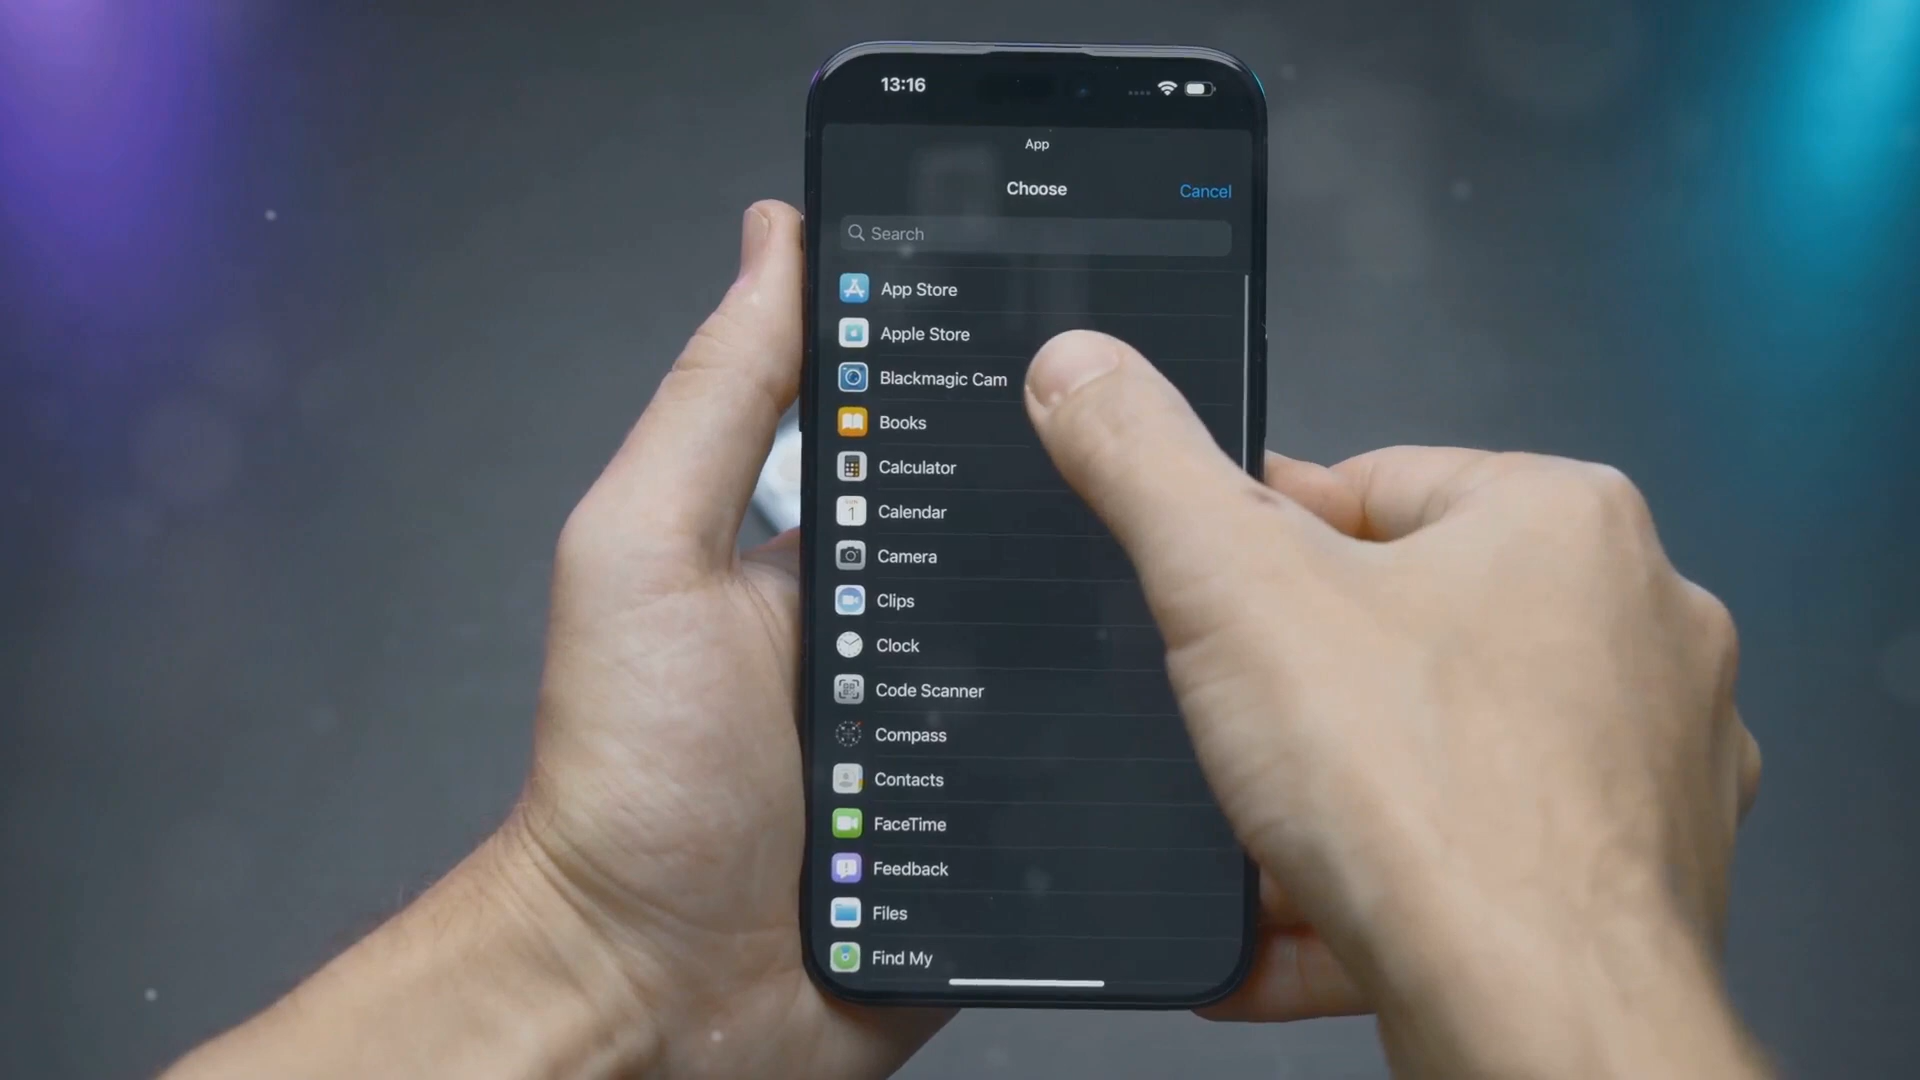 13:16
App
Choose
Cancel
Search
App Store
Apple Store
Blackmagic Cam
Books
Calculator
1
Calendar
Camera
Clips
Clock
Code Scanner
Compass
Contacts
FaceTime
Feedback
Files
Find My